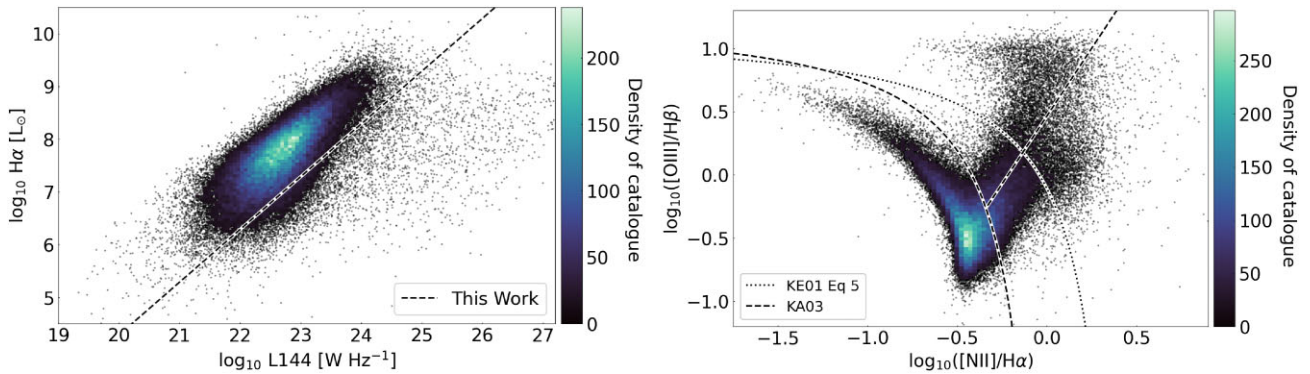 10
9
8
7
6
5
log₁₀ Hα [L⊙]
19 20 21 22 23 24 25 26 27
log₁₀ L144 [W Hz⁻¹]
This Work
200
150
100
50
0
Density of catalogue
1.0
0.5
0.0
−0.5
−1.0
log₁₀([OIII]/Hβ)
KE01 Eq 5
KA03
−1.5 −1.0 −0.5 0.0 0.5
log₁₀([NII]/Hα)
250
200
150
100
50
0
Density of catalogue